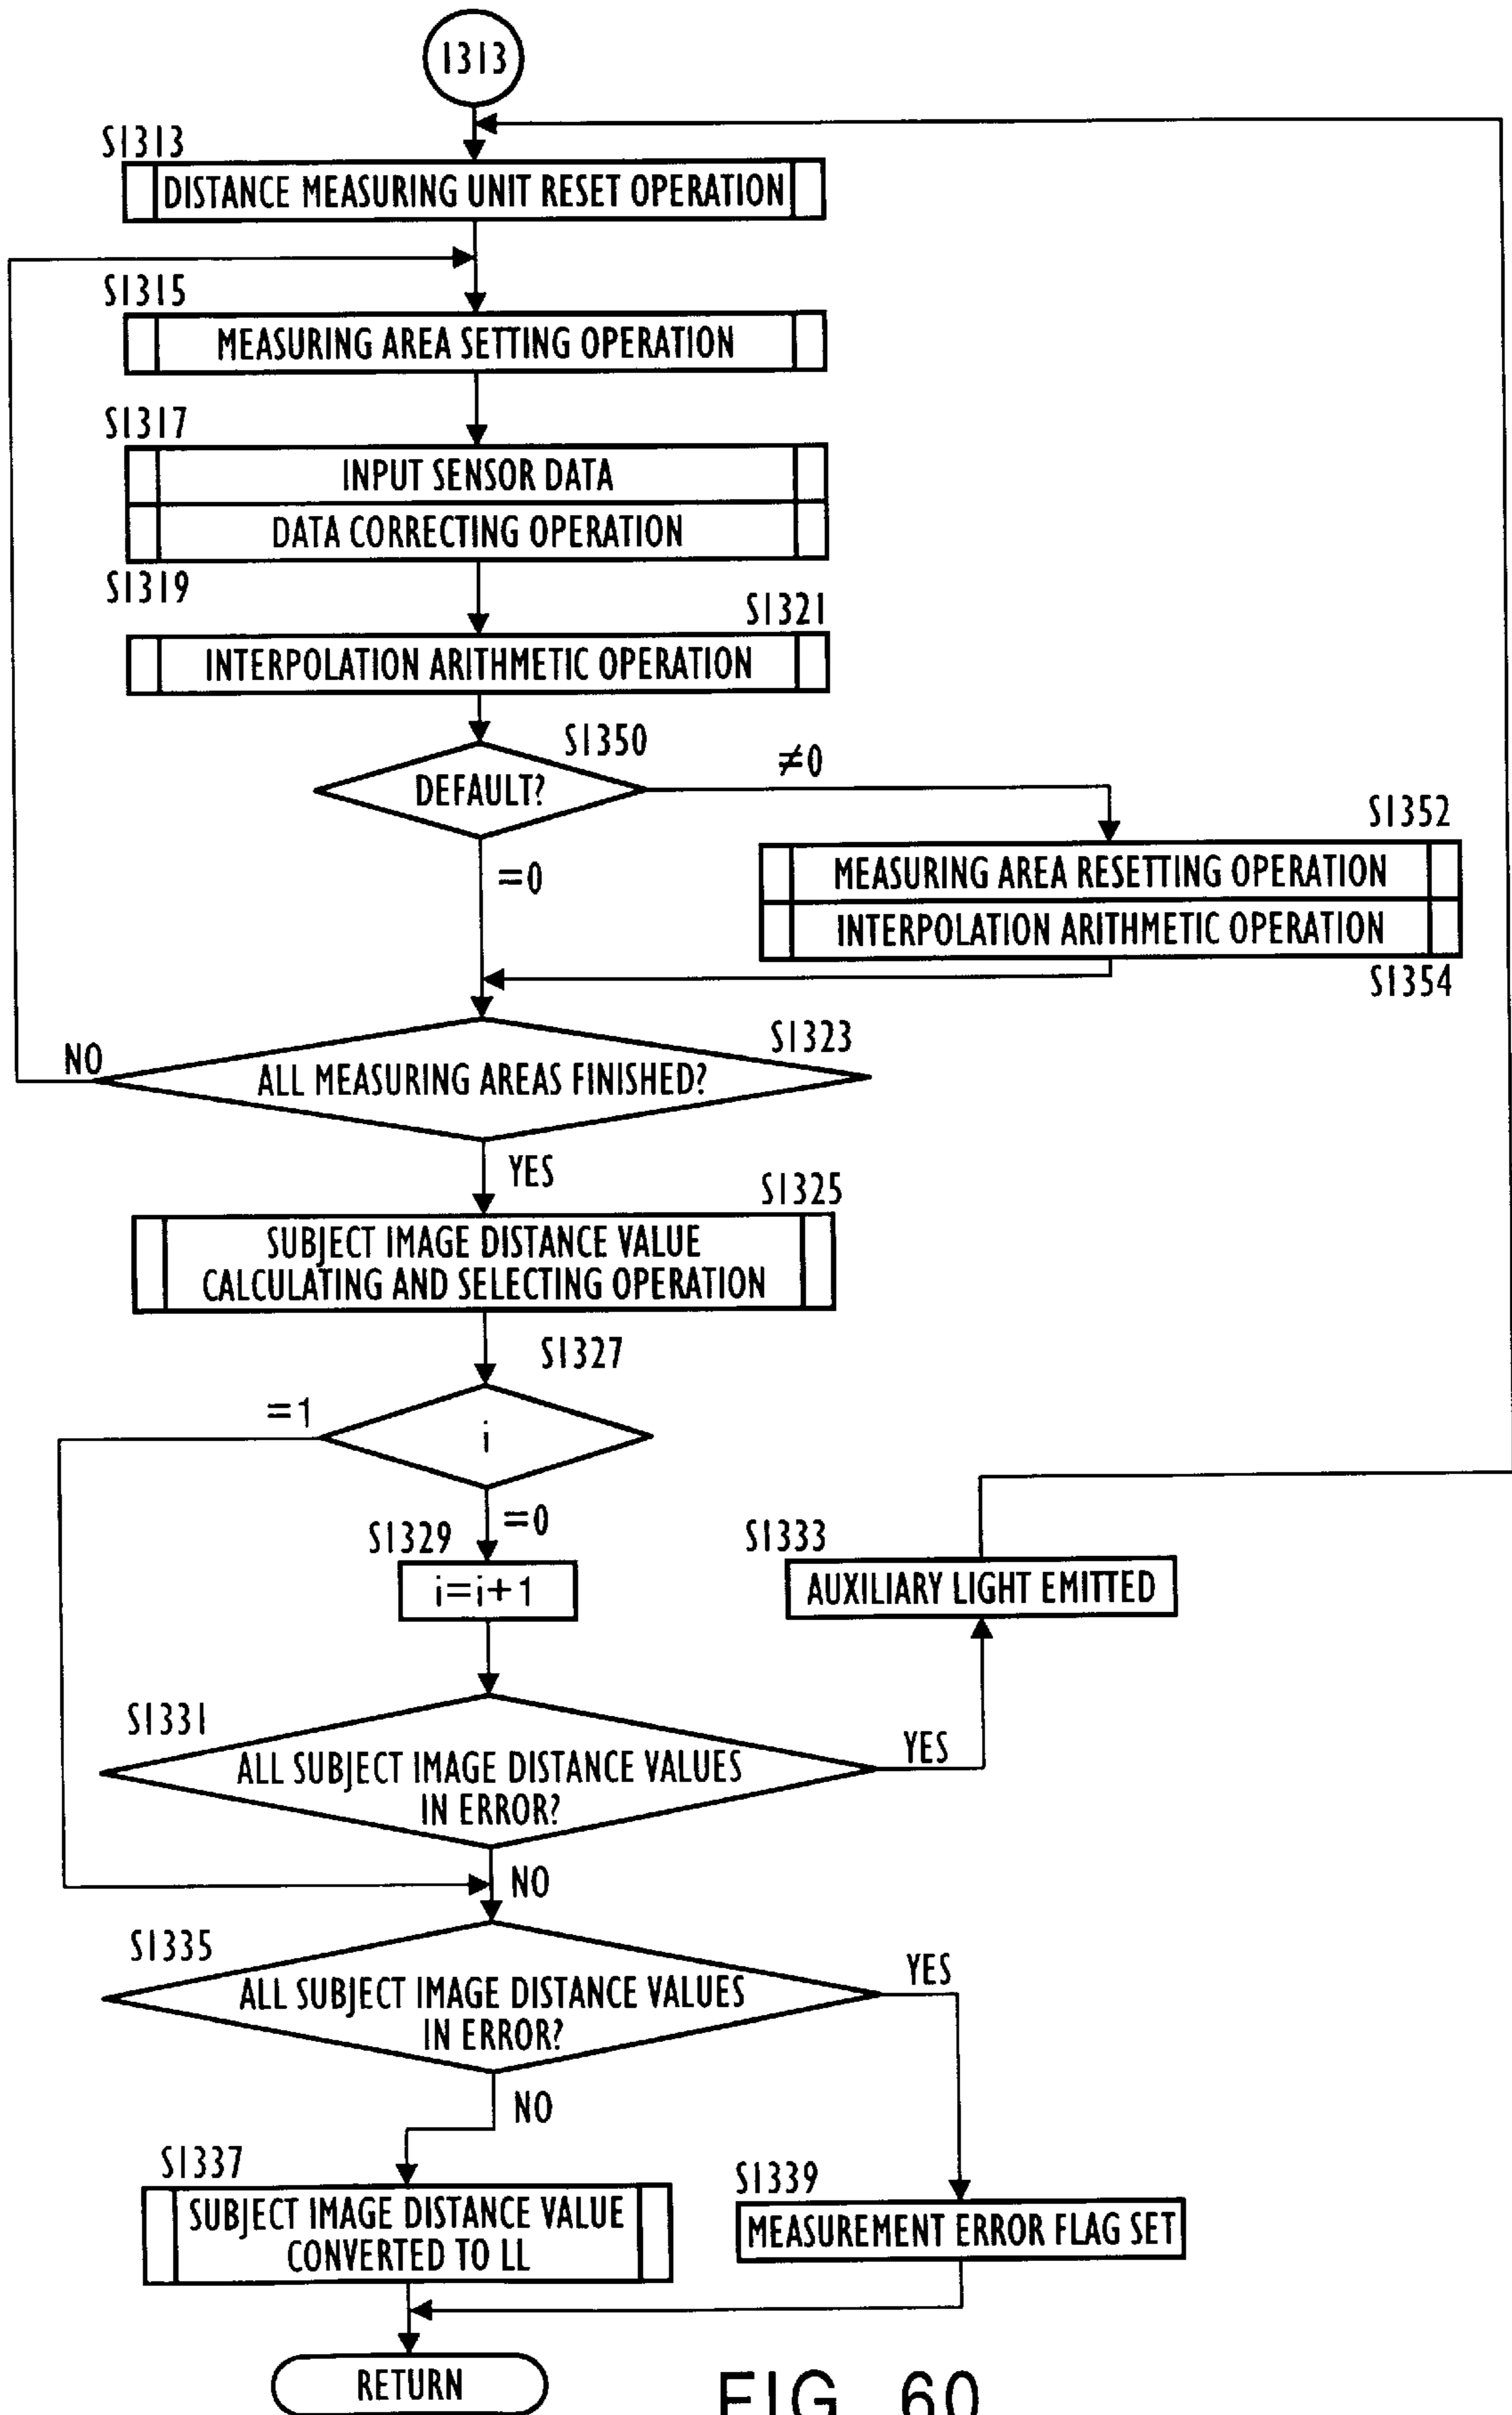 1313
S1313
DISTANCE MEASURING UNIT RESET OPERATION
S1315
MEASURING AREA SETTING OPERATION
S1317
INPUT SENSOR DATA
DATA CORRECTING OPERATION
S1319
S1321
INTERPOLATION ARITHMETIC OPERATION
S1350
DEFAULT?
≠0
=0
S1352
MEASURING AREA RESETTING OPERATION
INTERPOLATION ARITHMETIC OPERATION
S1354
S1323
NO
ALL MEASURING AREAS FINISHED?
YES
S1325
SUBJECT IMAGE DISTANCE VALUE
CALCULATING AND SELECTING OPERATION
S1327
=1
i
=0
S1329
i=i+1
S1333
AUXILIARY LIGHT EMITTED
S1331
ALL SUBJECT IMAGE DISTANCE VALUES
IN ERROR?
YES
NO
S1335
ALL SUBJECT IMAGE DISTANCE VALUES
IN ERROR?
YES
NO
S1337
SUBJECT IMAGE DISTANCE VALUE
CONVERTED TO LL
S1339
MEASUREMENT ERROR FLAG SET
RETURN
FIG. 60